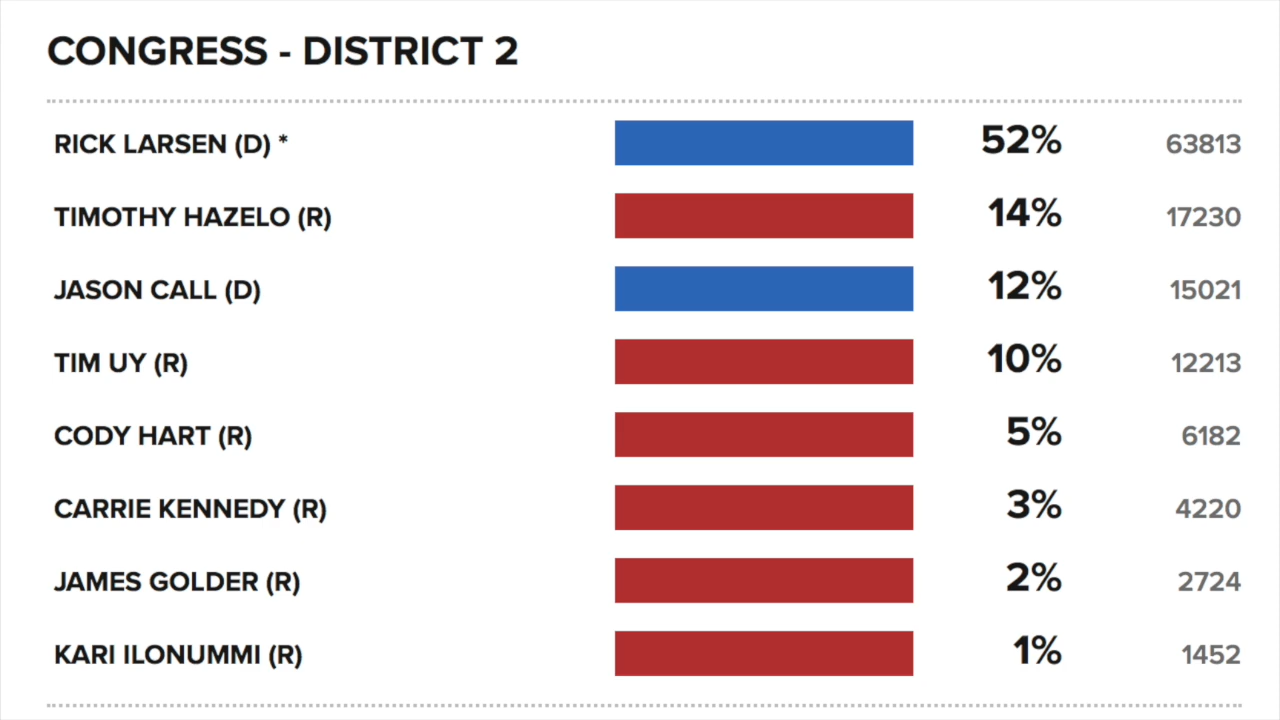 CONGRESS - DISTRICT 2
RICK LARSEN (D) * 52% 63813
TIMOTHY HAZELO (R) 14% 17230
JASON CALL (D) 12% 15021
TIM UY (R) 10% 12213
CODY HART (R) 5% 6182
CARRIE KENNEDY (R) 3% 4220
JAMES GOLDER (R) 2% 2724
KARI ILONUMMI (R) 1% 1452